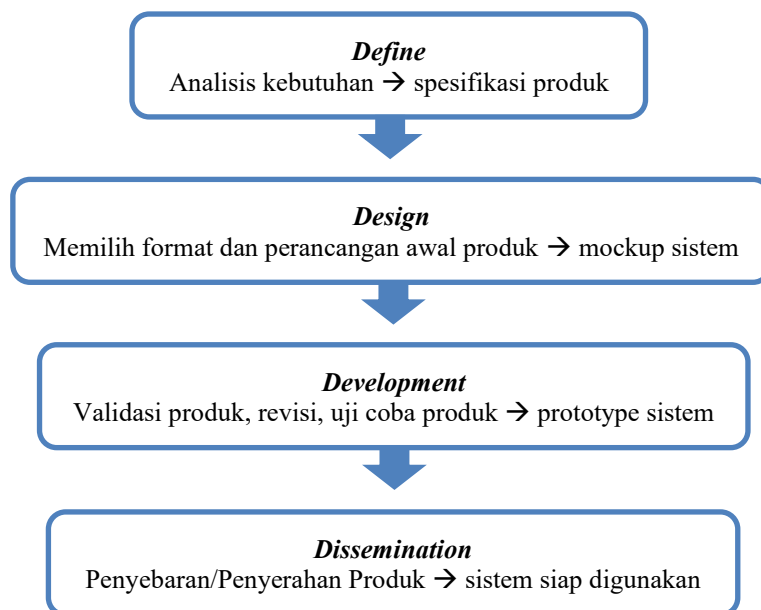 Define
Analisis kebutuhan → spesifikasi produk
Design
Memilih format dan perancangan awal produk → mockup sistem
Development
Validasi produk, revisi, uji coba produk → prototype sistem
Dissemination
Penyebaran/Penyerahan Produk → sistem siap digunakan